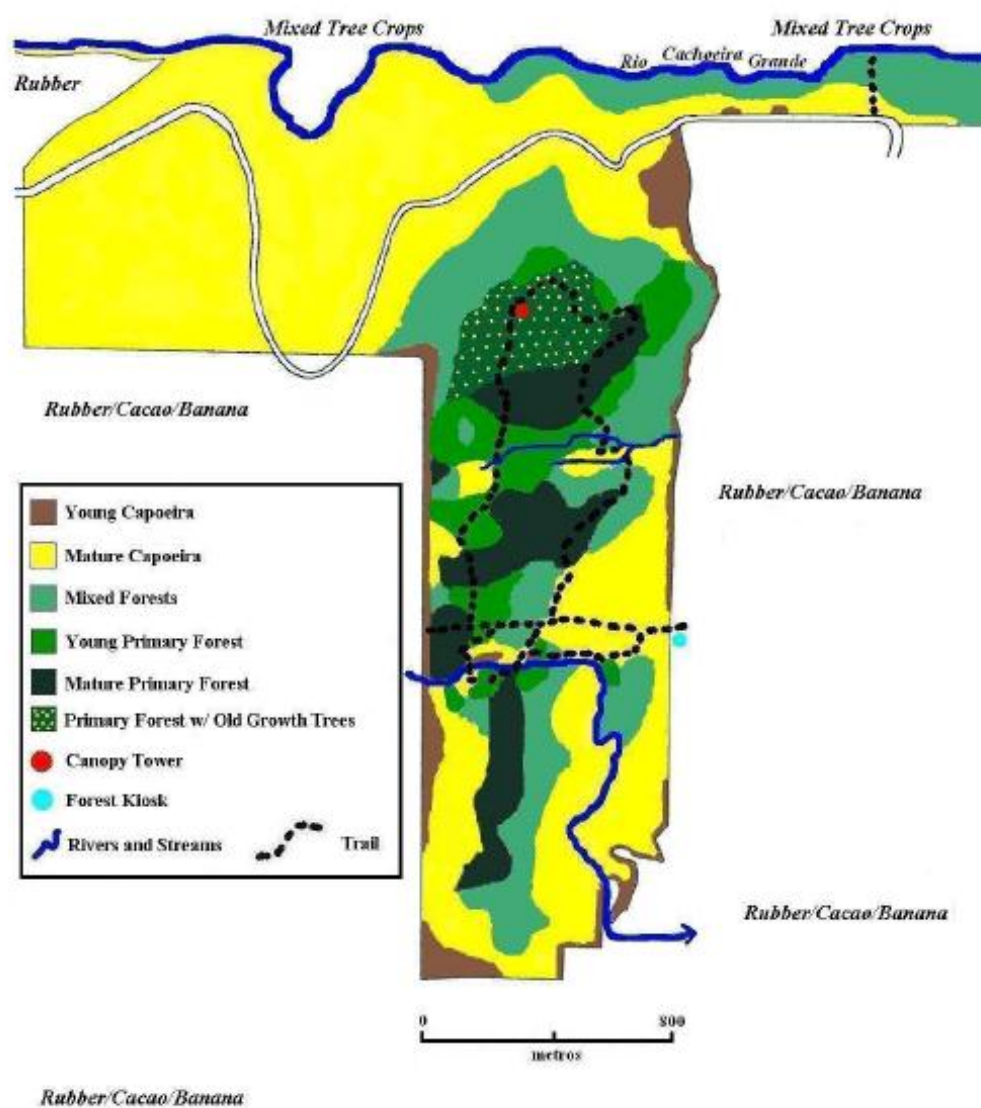 Mixed Tree Crops
Mixed Tree Crops
Rio Cachoeira Grande
Rubber
Rubber/Cacao/Banana
Rubber/Cacao/Banana
Young Capoeira
Mature Capoeira
Mixed Forests
Young Primary Forest
Mature Primary Forest
Primary Forest w/ Old Growth Trees
Canopy Tower
Forest Kiosk
Rivers and Streams
Trail
Rubber/Cacao/Banana
0
800
metros
Rubber/Cacao/Banana